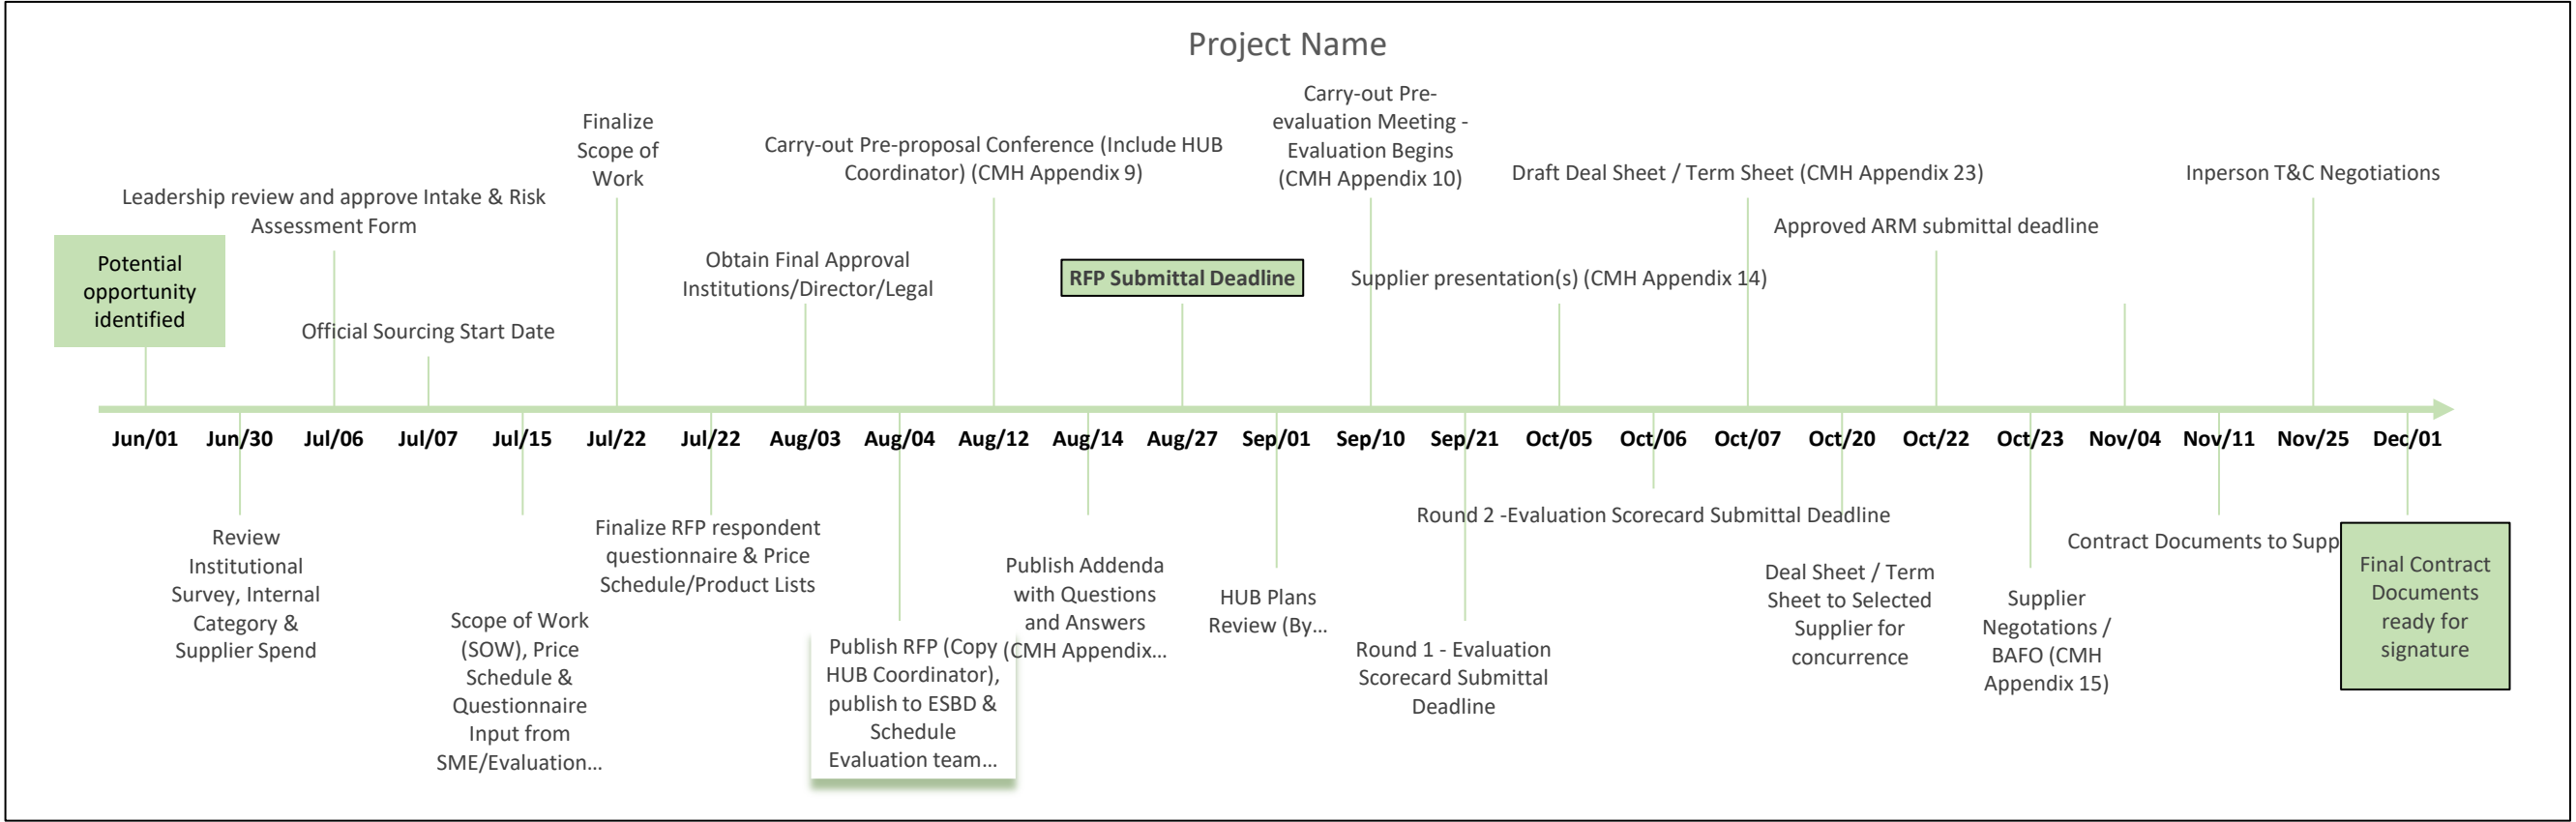 Project Name
Carry-out Pre-
evaluation Meeting -
Evaluation Begins
(CMH Appendix 10)
Finalize
Scope of
Work
Carry-out Pre-proposal Conference (Include HUB
Coordinator) (CMH Appendix 9)
Draft Deal Sheet / Term Sheet (CMH Appendix 23)
Inperson T&C Negotiations
Leadership review and approve Intake & Risk
Assessment Form
Approved ARM submittal deadline
Potential
opportunity
identified
Obtain Final Approval
Institutions/Director/Legal
RFP Submittal Deadline
Supplier presentation(s) (CMH Appendix 14)
Official Sourcing Start Date
Jun/01 Jun/30 Jul/06 Jul/07 Jul/15 Jul/22 Jul/22 Aug/03 Aug/04 Aug/12 Aug/14 Aug/27 Sep/01 Sep/10 Sep/21 Oct/05 Oct/06 Oct/07 Oct/20 Oct/22 Oct/23 Nov/04 Nov/11 Nov/25 Dec/01
Review
Institutional
Survey, Internal
Category &
Supplier Spend
Scope of Work
(SOW), Price
Schedule &
Questionnaire
Input from
SME/Evaluation...
Finalize RFP respondent
questionnaire & Price
Schedule/Product Lists
Publish RFP (Copy
HUB Coordinator),
publish to ESBD &
Schedule
Evaluation team...
Publish Addenda
with Questions
and Answers
(CMH Appendix...
HUB Plans
Review (By...
Round 1 - Evaluation
Scorecard Submittal
Deadline
Round 2 -Evaluation Scorecard Submittal Deadline
Deal Sheet / Term
Sheet to Selected
Supplier for
concurrence
Supplier
Negotations /
BAFO (CMH
Appendix 15)
Contract Documents to Supp
Final Contract
Documents
ready for
signature